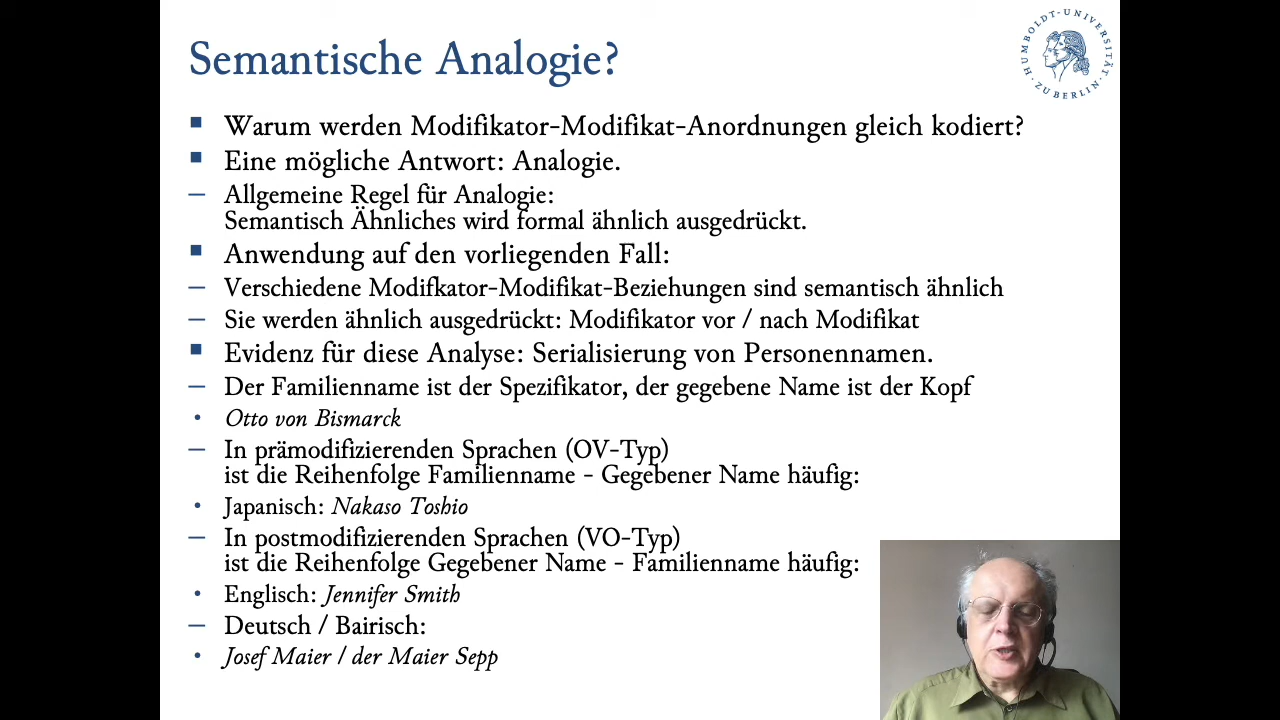 Semantische Analogie?
HUMBOLDT-UNIVERSITÄT ZU BERLIN
Warum werden Modifikator-Modifikat-Anordnungen gleich kodiert?
Eine mögliche Antwort: Analogie.
Allgemeine Regel für Analogie:
Semantisch Ähnliches wird formal ähnlich ausgedrückt.
Anwendung auf den vorliegenden Fall:
Verschiedene Modifkator-Modifikat-Beziehungen sind semantisch ähnlich
Sie werden ähnlich ausgedrückt: Modifikator vor / nach Modifikat
Evidenz für diese Analyse: Serialisierung von Personennamen.
Der Familienname ist der Spezifikator, der gegebene Name ist der Kopf
Otto von Bismarck
In prämodifizierenden Sprachen (OV-Typ)
ist die Reihenfolge Familienname - Gegebener Name häufig:
Japanisch: Nakaso Toshio
In postmodifizierenden Sprachen (VO-Typ)
ist die Reihenfolge Gegebener Name - Familienname häufig:
Englisch: Jennifer Smith
Deutsch / Bairisch:
Josef Maier / der Maier Sepp